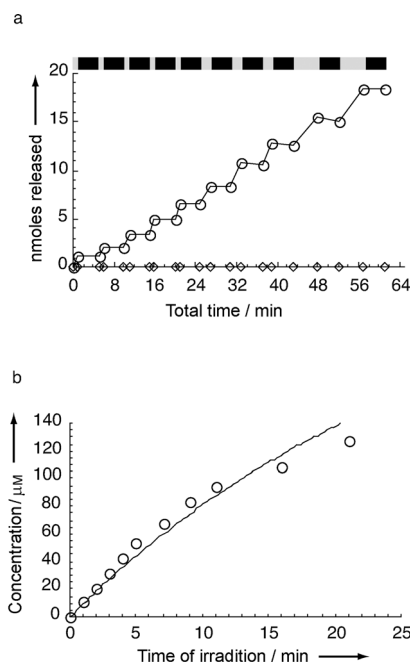 a
nmoles released
20
15
10
5
0
0 8 16 24 32 40 48 56 64
Total time / min
b
Concentration / μM
140
120
100
80
60
40
20
0
0 5 10 15 20 25
Time of irradition / min